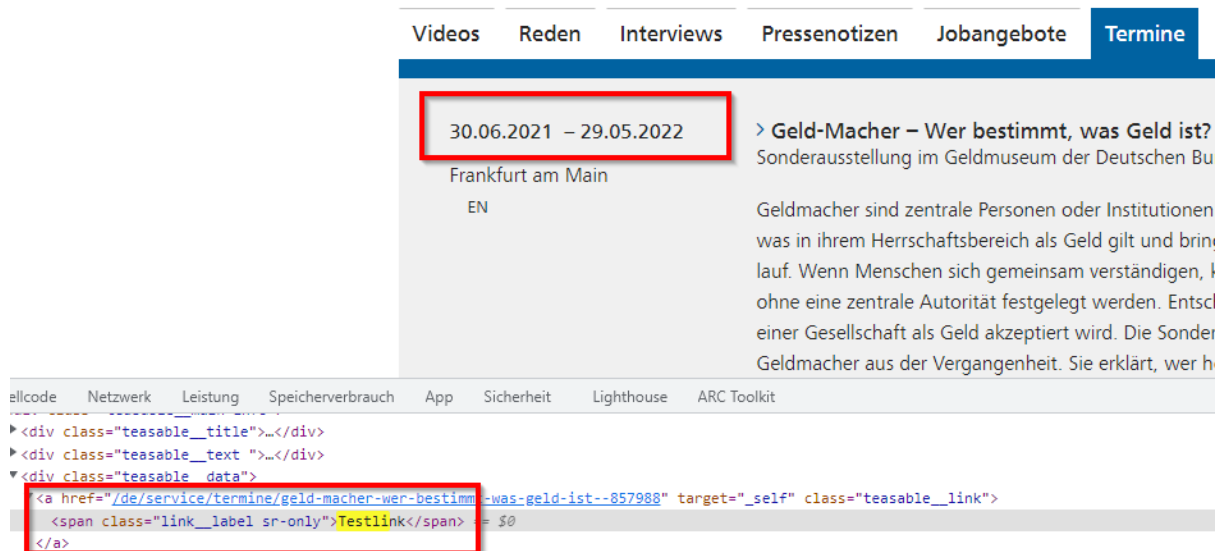 Videos Reden Interviews Pressenotizen Jobangebote Termine
30.06.2021 – 29.05.2022
Frankfurt am Main
EN
Geld-Macher – Wer bestimmt, was Geld ist?
Sonderausstellung im Geldmuseum der Deutschen Bu
Geldmacher sind zentrale Personen oder Institutionen
was in ihrem Herrschaftsbereich als Geld gilt und bring
lauf. Wenn Menschen sich gemeinsam verständigen, k
ohne eine zentrale Autorität festgelegt werden. Entsch
einer Gesellschaft als Geld akzeptiert wird. Die Sonder
Geldmacher aus der Vergangenheit. Sie erklärt, wer h
ellcode Netzwerk Leistung Speicherverbrauch App Sicherheit Lighthouse ARC Toolkit
<div class="teasable__title">…</div>
<div class="teasable__text ">…</div>
<div class="teasable__data">
<a href="/de/service/termine/geld-macher-wer-bestimmt-was-geld-ist--857988" target="_self" class="teasable__link">
<span class="link__label sr-only">Testlink</span> == $0
</a>